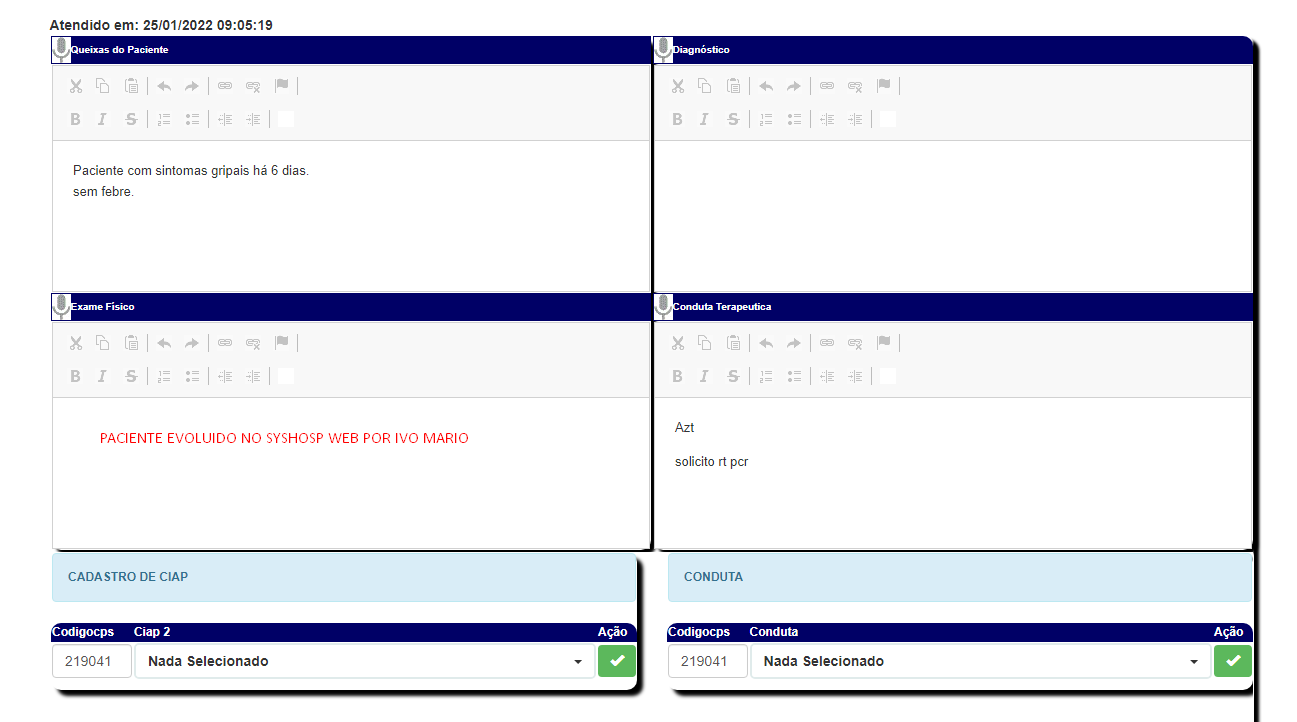 Atendido em: 25/01/2022 09:05:19
Queixas do Paciente
Paciente com sintomas gripais há 6 dias.
sem febre.
Diagnóstico
Exame Físico
PACIENTE EVOLUIDO NO SYSHOSP WEB POR IVO MARIO
Conduta Terapeutica
Azt
solicito rt pcr
CADASTRO DE CIAP
Codigocps Ciap 2 Ação
219041 Nada Selecionado
CONDUTA
Codigocps Conduta Ação
219041 Nada Selecionado